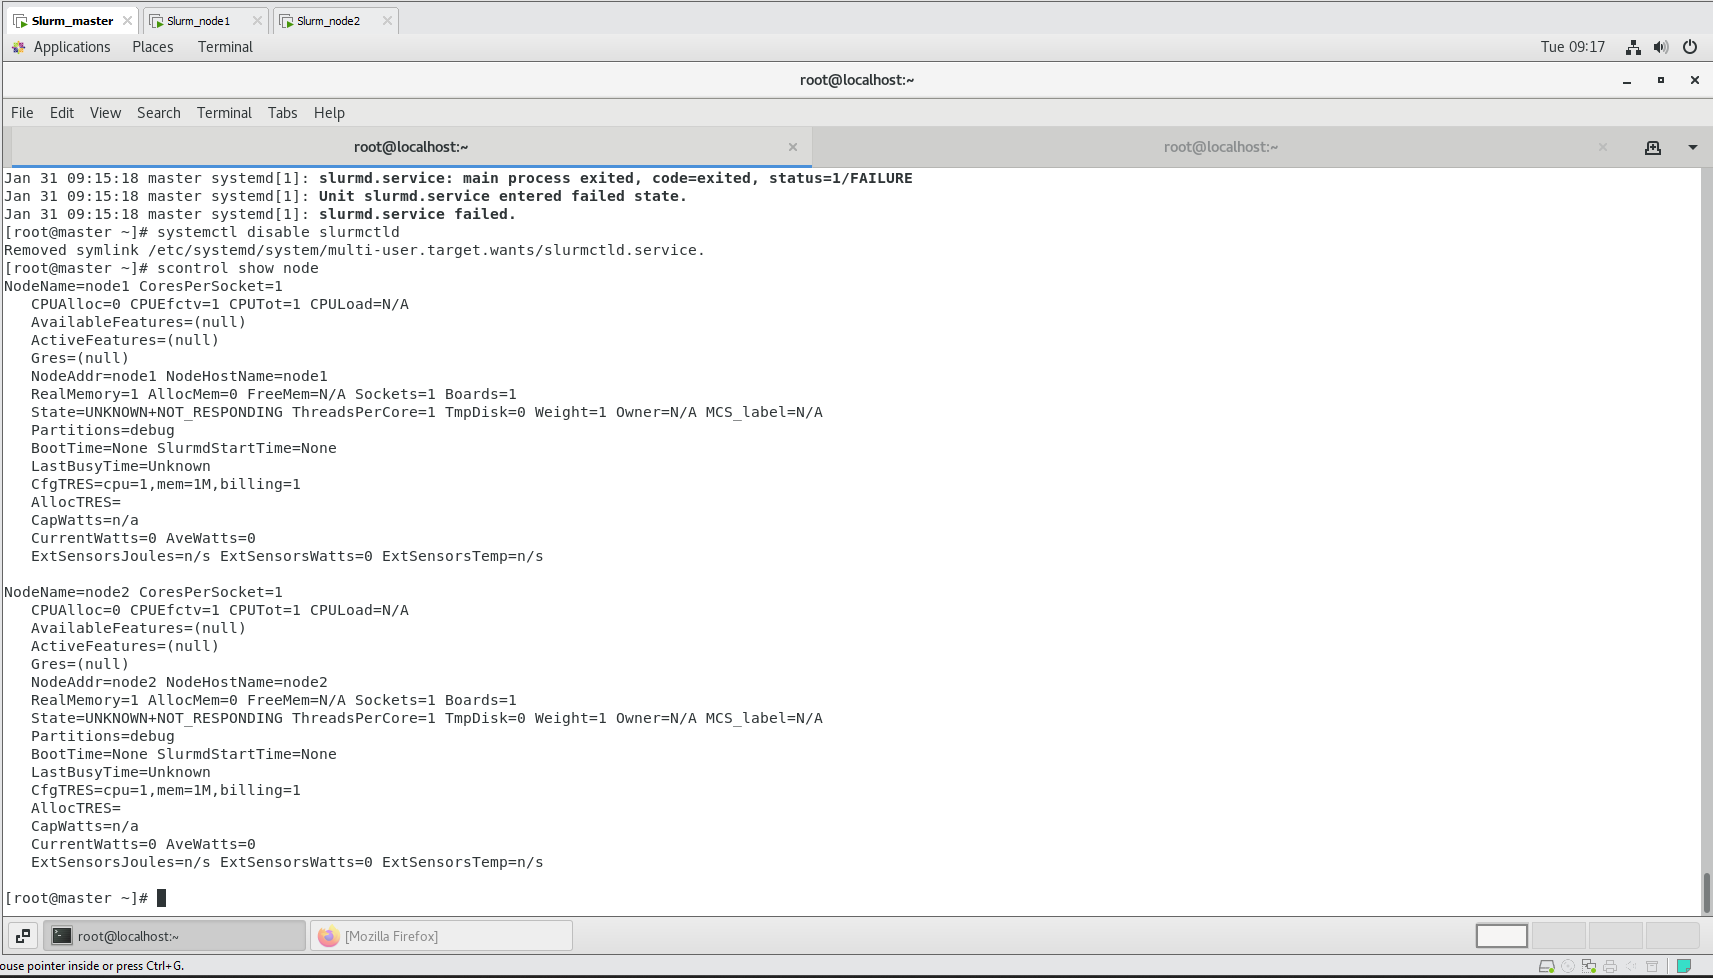 Slurm_master
Slurm_node1
Slurm_node2
Applications Places Terminal
Tue 09:17
root@localhost:~
File Edit View Search Terminal Tabs Help
root@localhost:~
root@localhost:~
Jan 31 09:15:18 master systemd[1]: slurmd.service: main process exited, code=exited, status=1/FAILURE
Jan 31 09:15:18 master systemd[1]: Unit slurmd.service entered failed state.
Jan 31 09:15:18 master systemd[1]: slurmd.service failed.
[root@master ~]# systemctl disable slurmctld
Removed symlink /etc/systemd/system/multi-user.target.wants/slurmctld.service.
[root@master ~]# scontrol show node
NodeName=node1 CoresPerSocket=1
CPUAlloc=0 CPUEfctv=1 CPUTot=1 CPULoad=N/A
AvailableFeatures=(null)
ActiveFeatures=(null)
Gres=(null)
NodeAddr=node1 NodeHostName=node1
RealMemory=1 AllocMem=0 FreeMem=N/A Sockets=1 Boards=1
State=UNKNOWN+NOT_RESPONDING ThreadsPerCore=1 TmpDisk=0 Weight=1 Owner=N/A MCS_label=N/A
Partitions=debug
BootTime=None SlurmdStartTime=None
LastBusyTime=Unknown
CfgTRES=cpu=1,mem=1M,billing=1
AllocTRES=
CapWatts=n/a
CurrentWatts=0 AveWatts=0
ExtSensorsJoules=n/s ExtSensorsWatts=0 ExtSensorsTemp=n/s
NodeName=node2 CoresPerSocket=1
CPUAlloc=0 CPUEfctv=1 CPUTot=1 CPULoad=N/A
AvailableFeatures=(null)
ActiveFeatures=(null)
Gres=(null)
NodeAddr=node2 NodeHostName=node2
RealMemory=1 AllocMem=0 FreeMem=N/A Sockets=1 Boards=1
State=UNKNOWN+NOT_RESPONDING ThreadsPerCore=1 TmpDisk=0 Weight=1 Owner=N/A MCS_label=N/A
Partitions=debug
BootTime=None SlurmdStartTime=None
LastBusyTime=Unknown
CfgTRES=cpu=1,mem=1M,billing=1
AllocTRES=
CapWatts=n/a
CurrentWatts=0 AveWatts=0
ExtSensorsJoules=n/s ExtSensorsWatts=0 ExtSensorsTemp=n/s
[root@master ~]#
root@localhost:~
[Mozilla Firefox]
ouse pointer inside or press Ctrl+G.